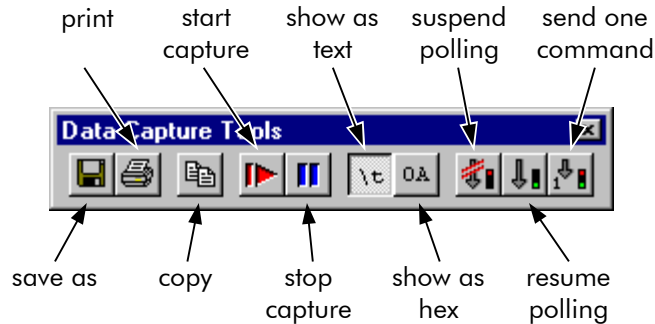 print
start
capture
show as
text
suspend
polling
send one
command
Data Capture Tools
\t
0A
1
save as
copy
stop
capture
show as
hex
resume
polling